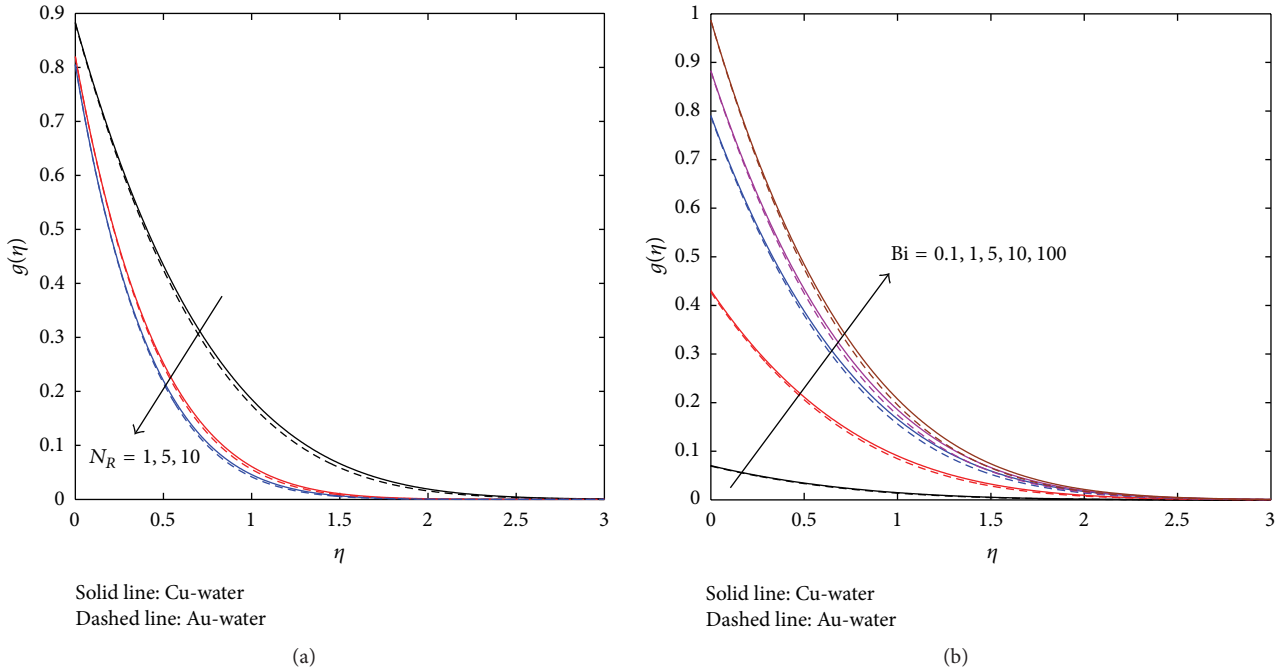 0.9
0.8
0.7
0.6
0.5
0.4
0.3
0.2
0.1
0
g(η)
N_R = 1, 5, 10
0 0.5 1 1.5 2 2.5 3
η
Solid line: Cu-water
Dashed line: Au-water
(a)
1
0.9
0.8
0.7
0.6
0.5
0.4
0.3
0.2
0.1
0
g(η)
Bi = 0.1, 1, 5, 10, 100
0 0.5 1 1.5 2 2.5 3
η
Solid line: Cu-water
Dashed line: Au-water
(b)